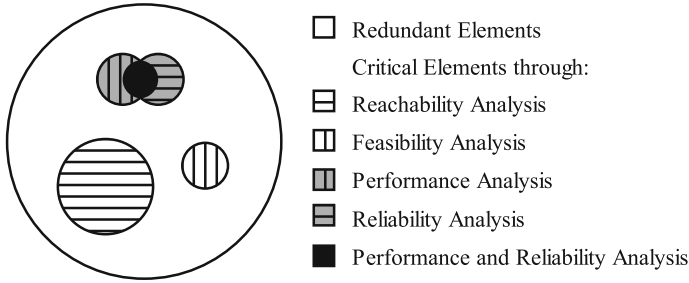 Redundant Elements
Critical Elements through:
Reachability Analysis
Feasibility Analysis
Performance Analysis
Reliability Analysis
Performance and Reliability Analysis